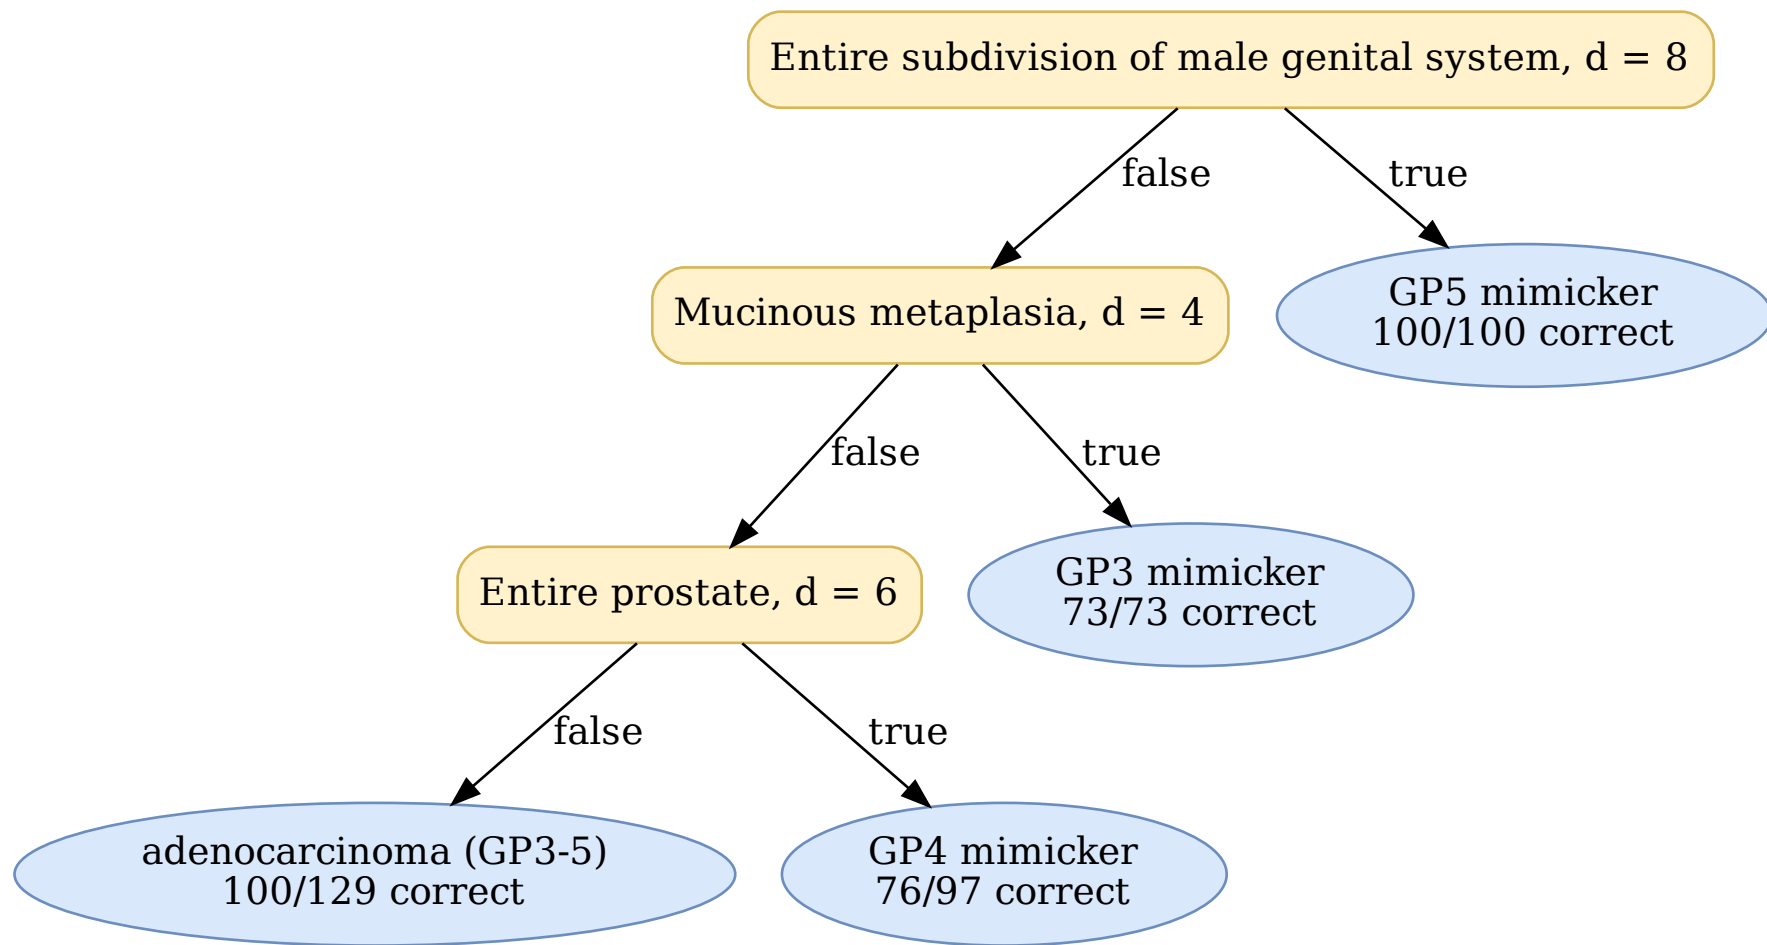 Entire subdivision of male genital system, d = 8
false
true
Mucinous metaplasia, d = 4
GP5 mimicker
100/100 correct
false
true
Entire prostate, d = 6
GP3 mimicker
73/73 correct
false
true
adenocarcinoma (GP3-5)
100/129 correct
GP4 mimicker
76/97 correct